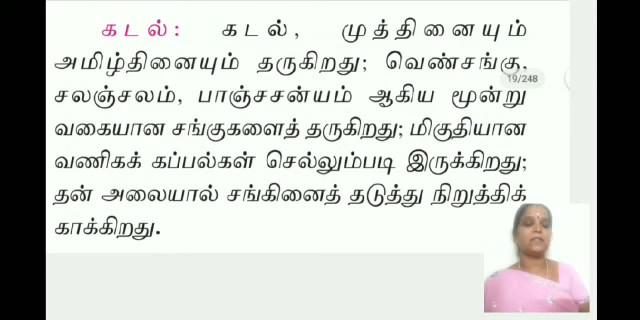 கடல்: கடல், முத்தினையும்
அமிழ்தினையும் தருகிறது; வெண்சங்கு,
19/248
சலஞ்சலம், பாஞ்சசன்யம் ஆகிய மூன்று
வகையான சங்குகளைத் தருகிறது; மிகுதியான
வணிகக் கப்பல்கள் செல்லும்படி இருக்கிறது;
தன் அலையால் சங்கினைத் தடுத்து நிறுத்திக்
காக்கிறது.